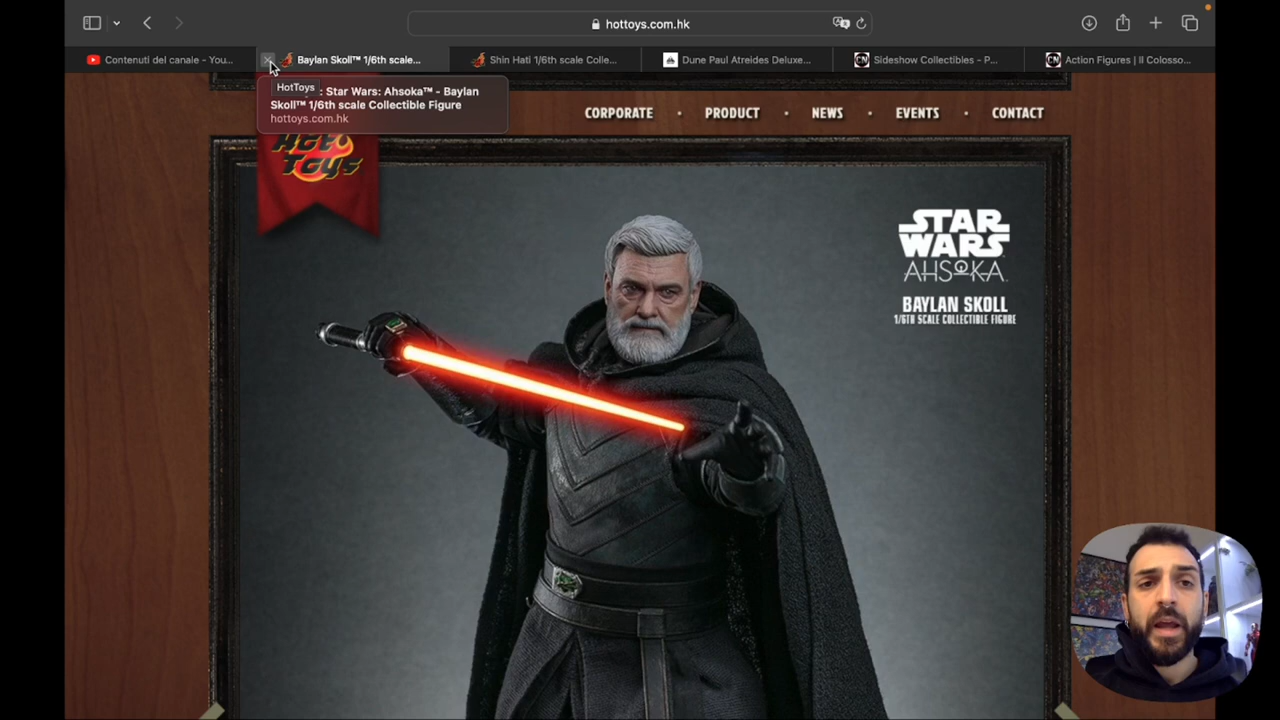 hottoys.com.hk
Contenuti del canale - You...
Baylan Skoll™ 1/6th scale...
Shin Hati 1/6th scale Colle...
Dune Paul Atreides Deluxe...
Sideshow Collectibles - P...
Action Figures | Il Colosso...
HotToys
: Star Wars: Ahsoka™ - Baylan
Skoll™ 1/6th scale Collectible Figure
hottoys.com.hk
CORPORATE • PRODUCT • NEWS • EVENTS • CONTACT
HOT
TOYS
STAR
WARS
AHSOKA
BAYLAN SKOLL
1/6TH SCALE COLLECTIBLE FIGURE